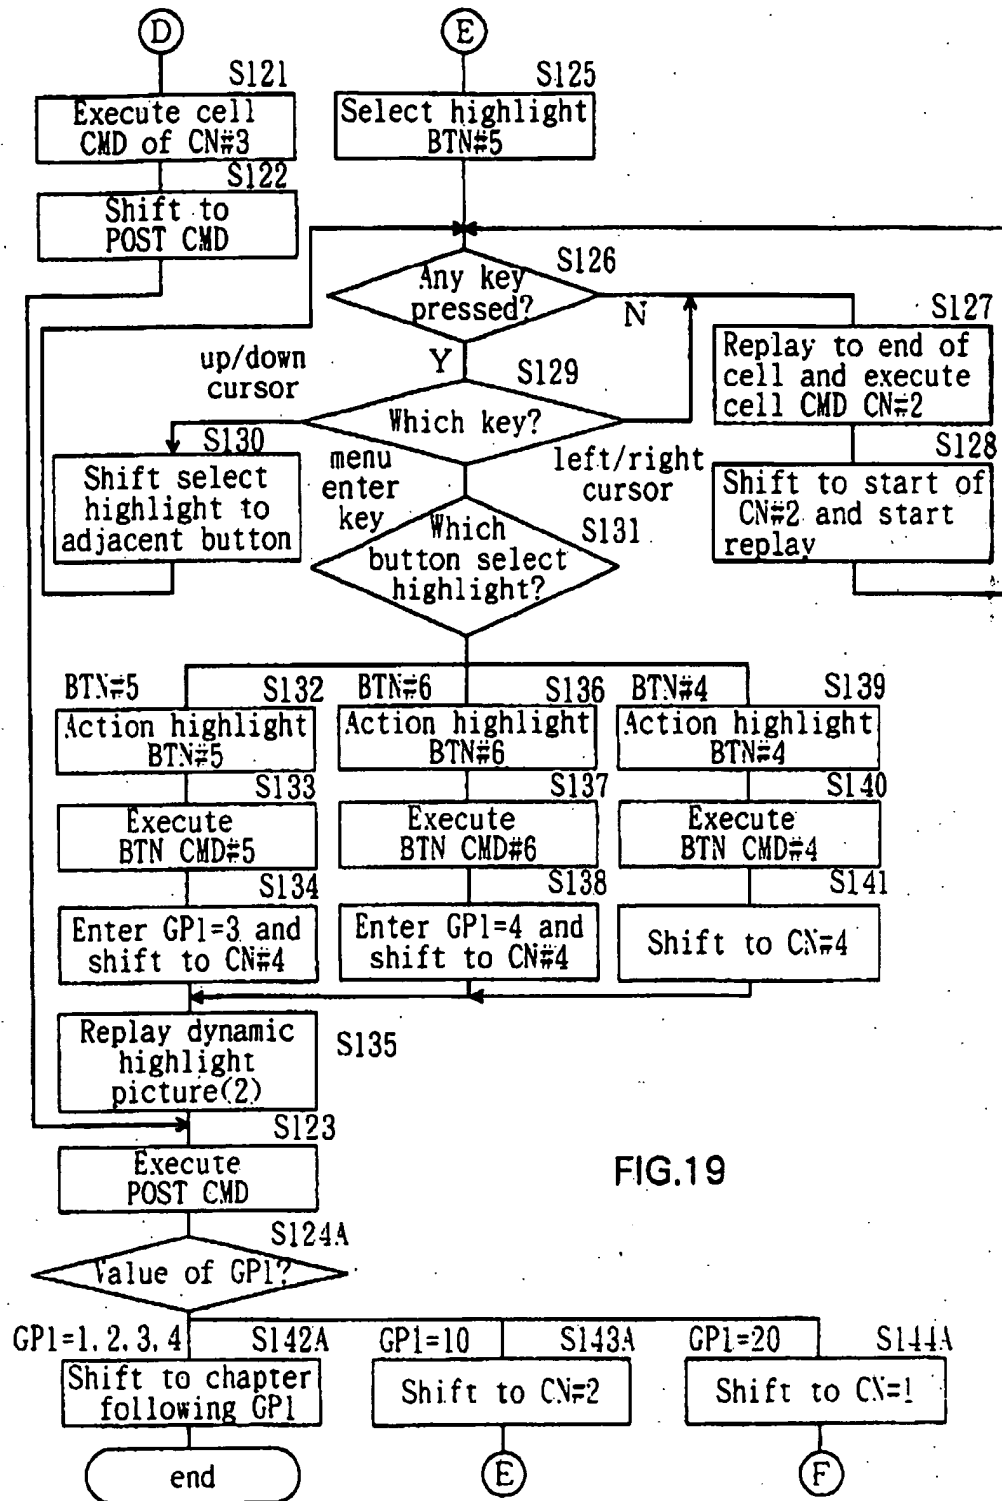 D
E
S121
Execute cell
CMD of CN#3
S122
Shift to
POST CMD
S125
Select highlight
BTN#5
S126
Any key
pressed?
N
Y
S127
Replay to end of
cell and execute
cell CMD CN#2
S128
Shift to start of
CN#2 and start
replay
up/down
cursor
S129
Which key?
S130
Shift select
highlight to
adjacent button
menu
enter
key
left/right
cursor
S131
Which
button select
highlight?
BTN#5
S132
Action highlight
BTN#5
S133
Execute
BTN CMD#5
S134
Enter GP1=3 and
shift to CN#4
BTN#6
S136
Action highlight
BTN#6
S137
Execute
BTN CMD#6
S138
Enter GP1=4 and
shift to CN#4
BTN#4
S139
Action highlight
BTN#4
S140
Execute
BTN CMD#4
S141
Shift to CN#4
Replay dynamic
highlight
picture(2)
S135
S123
Execute
POST CMD
FIG.19
S124A
Value of GP1?
GP1=1,2,3,4
S142A
Shift to chapter
following GP1
end
GP1=10
S143A
Shift to CN=2
E
GP1=20
S144A
Shift to CN=1
F